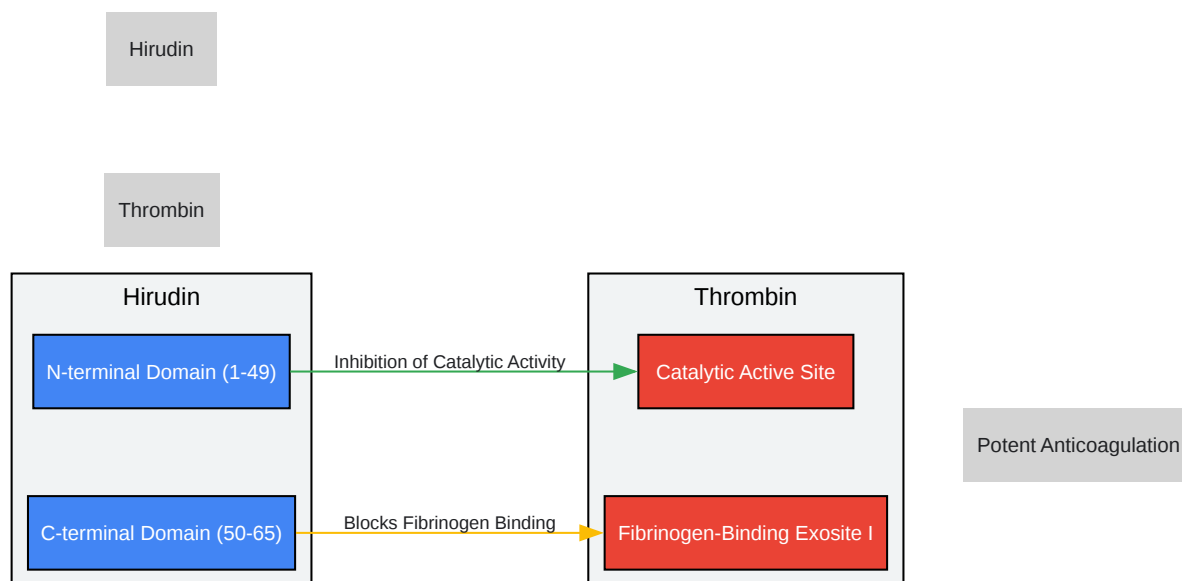 Hirudin
Thrombin
Hirudin
Thrombin
N-terminal Domain (1-49)
Inhibition of Catalytic Activity
Catalytic Active Site
Potent Anticoagulation
C-terminal Domain (50-65)
Blocks Fibrinogen Binding
Fibrinogen-Binding Exosite I